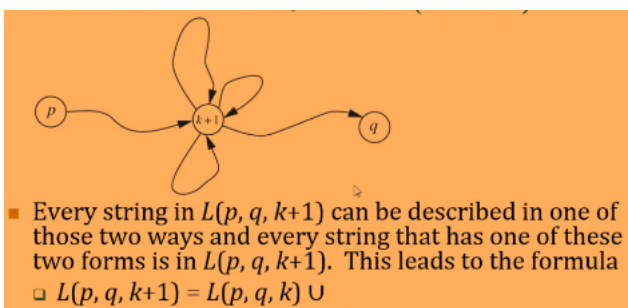 p
k + 1
q
Every string in L(p, q, k+1) can be described in one of
those two ways and every string that has one of these
two forms is in L(p, q, k+1). This leads to the formula
L(p, q, k+1) = L(p, q, k) ∪